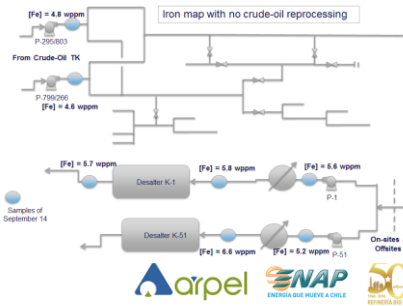 Iron map with no crude-oil reprocessing
[Fe] = 4.8 wppm
P-295/803
From Crude-Oil TK
P-799/266
[Fe] = 4.6 wppm
[Fe] = 5.7 wppm
[Fe] = 5.8 wppm
[Fe] = 5.6 wppm
Desalter K-1
P-1
Samples of
September 14
Desalter K-51
[Fe] = 6.6 wppm
[Fe] = 5.2 wppm
P-51
On-sites
Offsites
arpel
ENAP
ENERGÍA QUE MUEVE A CHILE
50